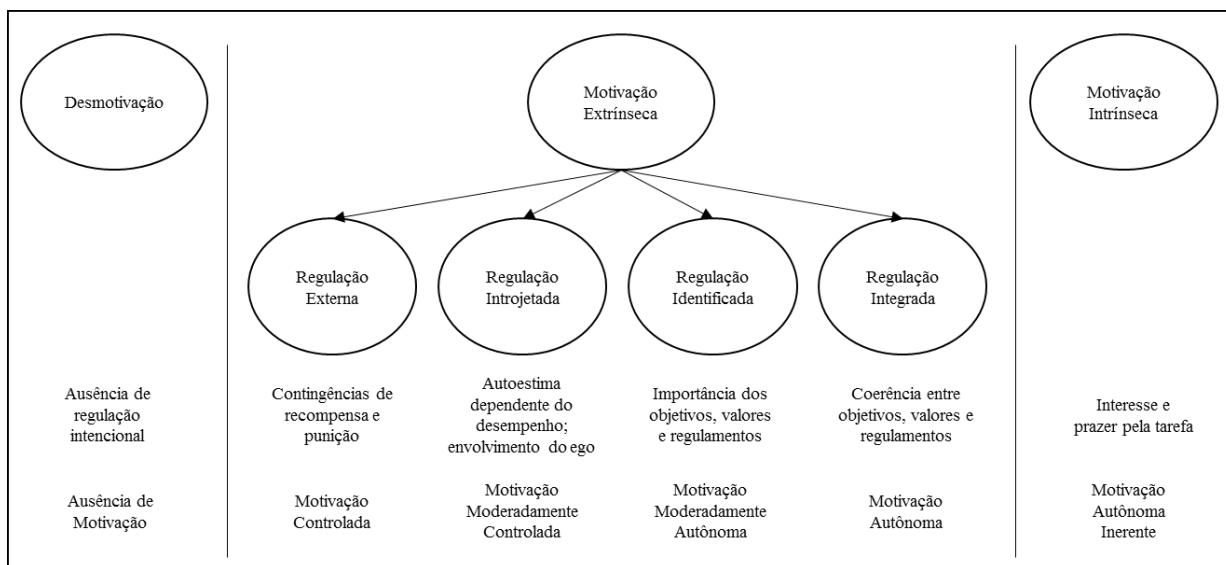 Desmotivação
Motivação
Extrínseca
Motivação
Intrínseca
Regulação
Externa
Regulação
Introjetada
Regulação
Identificada
Regulação
Integrada
Ausência de
regulação
intencional
Contingências de
recompensa e
punição
Autoestima
dependente do
desempenho;
envolvimento do ego
Importância dos
objetivos, valores
e regulamentos
Coerência entre
objetivos, valores e
regulamentos
Interesse e
prazer pela tarefa
Ausência de
Motivação
Motivação
Controlada
Motivação
Moderadamente
Controlada
Motivação
Moderadamente
Autônoma
Motivação
Autônoma
Motivação
Autônoma
Inerente